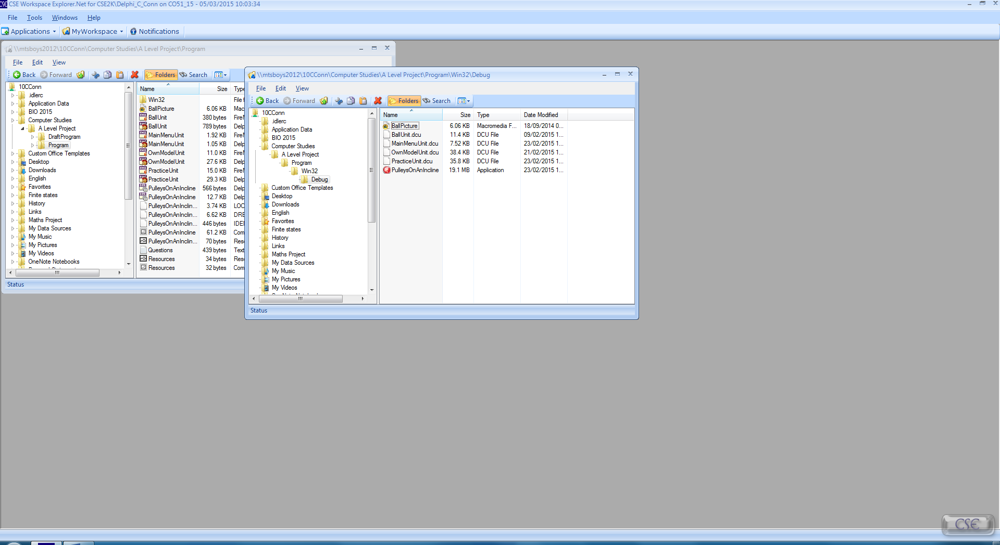 CSE CSE Workspace Explorer.Net for CSE2K\Delphi_C_Conn on CO51_15 - 05/03/2015 10:03:34
File Tools Windows Help
Applications MyWorkspace Notifications
\\mtsboys2012\10CConn\Computer Studies\A Level Project\Program
File Edit View
Back Forward Folders Search
10CConn
.idlerc
Application Data
BIO 2015
Computer Studies
A Level Project
DraftProgram
Program
Custom Office Templates
Desktop
Downloads
English
Favorites
Finite states
History
Links
Maths Project
My Data Sources
My Music
My Pictures
My Videos
OneNote Notebooks
Name Size Type
Win32 File f
BallPicture 6.06 KB Mac
BallUnit 380 bytes FireM
BallUnit 789 bytes Delp
MainMenuUnit 1.92 KB FireM
MainMenuUnit 1.05 KB Delp
OwnModelUnit 11.0 KB FireM
OwnModelUnit 27.6 KB Delp
PracticeUnit 15.0 KB FireM
PracticeUnit 29.3 KB Delp
PulleysOnAnIncline 566 bytes Delp
PulleysOnAnIncline 12.7 KB Delp
PulleysOnAnInclin... 3.74 KB LOC
PulleysOnAnInclin... 6.62 KB DRE
PulleysOnAnInclin... 446 bytes IDE
PulleysOnAnIncline 61.2 KB Com
PulleysOnAnInclin... 70 bytes Res
Questions 439 bytes Text
Resources 34 bytes Res
Resources 32 bytes Com
Status
\\mtsboys2012\10CConn\Computer Studies\A Level Project\Program\Win32\Debug
File Edit View
Back Forward Folders Search
10CConn
.idlerc
Application Data
BIO 2015
Computer Studies
A Level Project
Program
Win32
Debug
Custom Office Templates
Desktop
Downloads
English
Favorites
Finite states
History
Links
Maths Project
My Data Sources
My Music
My Pictures
My Videos
Name Size Type Date Modified
BallPicture 6.06 KB Macromedia F... 18/09/2014 0...
BallUnit.dcu 11.4 KB DCU File 09/02/2015 1...
MainMenuUnit.dcu 7.52 KB DCU File 23/02/2015 1...
OwnModelUnit.dcu 38.4 KB DCU File 21/02/2015 1...
PracticeUnit.dcu 35.8 KB DCU File 23/02/2015 1...
PulleysOnAnIncline 19.1 MB Application 23/02/2015 1...
Status
CSE